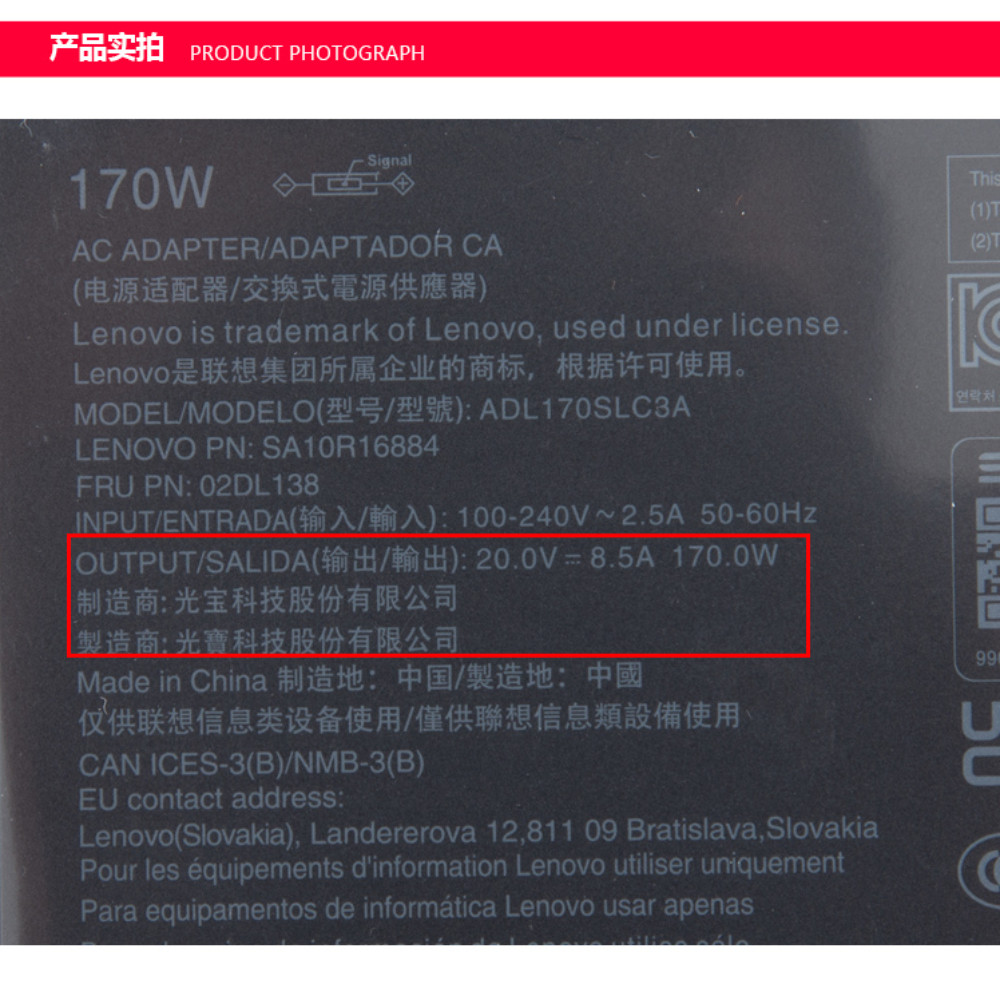 产品实拍 PRODUCT PHOTOGRAPH
170W
Signal
AC ADAPTER/ADAPTADOR CA
(电源适配器/交換式電源供應器)
Lenovo is trademark of Lenovo, used under license.
Lenovo是联想集团所属企业的商标，根据许可使用。
MODEL/MODELO(型号/型號): ADL170SLC3A
LENOVO PN: SA10R16884
FRU PN: 02DL138
INPUT/ENTRADA(输入/輸入): 100-240V～2.5A 50-60Hz
OUTPUT/SALIDA(输出/輸出): 20.0V⎓8.5A 170.0W
制造商: 光宝科技股份有限公司
製造商: 光寶科技股份有限公司
Made in China 制造地: 中国/製造地: 中國
仅供联想信息类设备使用/僅供聯想信息類設備使用
CAN ICES-3(B)/NMB-3(B)
EU contact address:
Lenovo(Slovakia), Landererova 12,811 09 Bratislava,Slovakia
Pour les équipements d'information Lenovo utiliser uniquement
Para equipamentos de informática Lenovo usar apenas
This
(1)T
(2)T
연락처